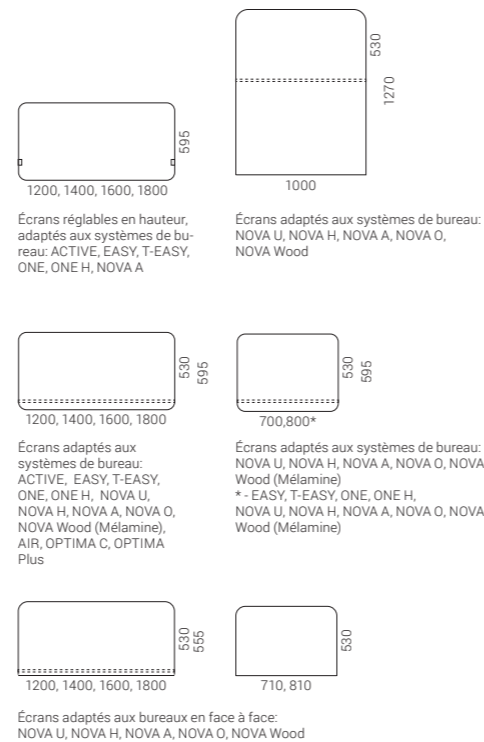 595
1200, 1400, 1600, 1800
Écrans réglables en hauteur,
adaptés aux systèmes de bu-
reau: ACTIVE, EASY, T-EASY,
ONE, ONE H, NOVA A
530
1270
1000
Écrans adaptés aux systèmes de bureau:
NOVA U, NOVA H, NOVA A, NOVA O,
NOVA Wood
530
595
1200, 1400, 1600, 1800
Écrans adaptés aux
systèmes de bureau:
ACTIVE, EASY, T-EASY,
ONE, ONE H, NOVA U,
NOVA H, NOVA A, NOVA O,
NOVA Wood (Mélamine),
AIR, OPTIMA C, OPTIMA
Plus
530
595
700,800*
Écrans adaptés aux systèmes de bureau:
NOVA U, NOVA H, NOVA A, NOVA O, NOVA
Wood (Mélamine)
* - EASY, T-EASY, ONE, ONE H,
NOVA U, NOVA H, NOVA A, NOVA O, NOVA
Wood (Mélamine)
530
555
1200, 1400, 1600, 1800
530
710, 810
Écrans adaptés aux bureaux en face à face:
NOVA U, NOVA H, NOVA A, NOVA O, NOVA Wood